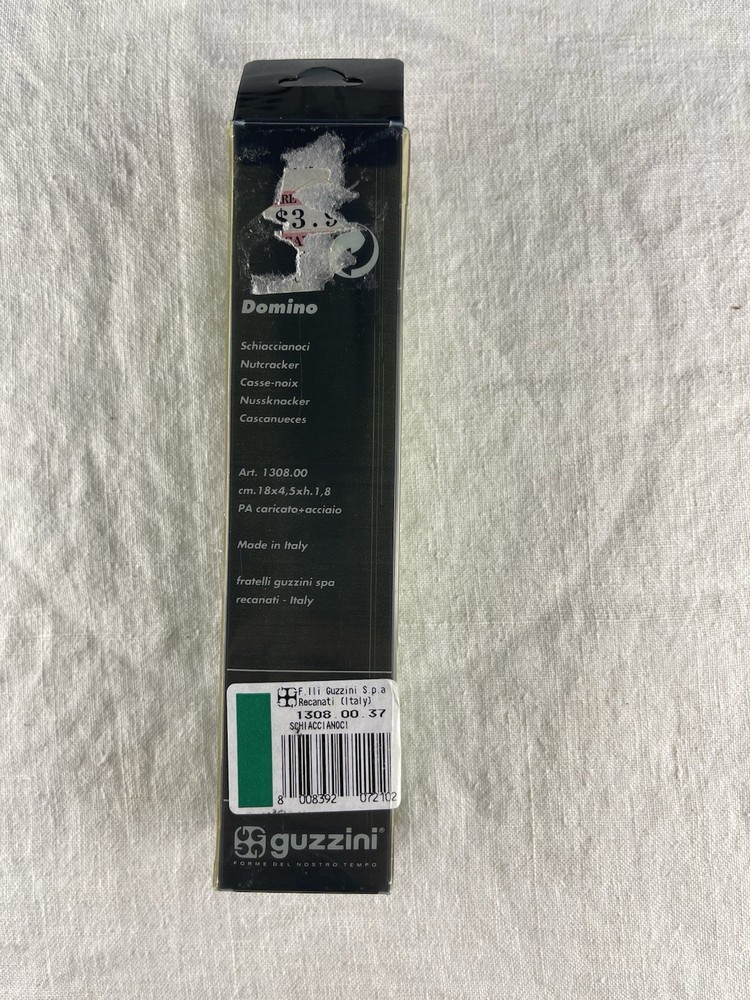 $3.9
Domino
Schiaccianoci
Nutcracker
Casse-noix
Nussknacker
Cascanueces
Art. 1308.00
cm.18x4,5xh.1,8
PA caricato+acciaio
Made in Italy
fratelli guzzini spa
recanati - Italy
F.lli Guzzini S.p.a
Recanati (Italy)
1308.00.37
SCHIACCIANOCI
8 008392 072102
guzzini®
FORME DEL NOSTRO TEMPO